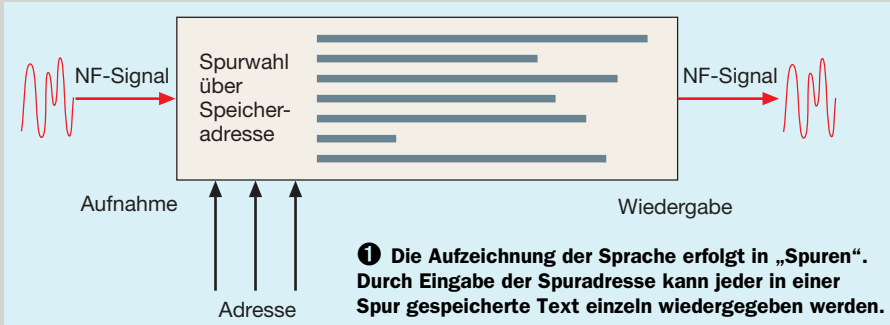 NF-Signal
Spurwahl
über
Speicher-
adresse
NF-Signal
Aufnahme
Wiedergabe
Adresse
❶ Die Aufzeichnung der Sprache erfolgt in „Spuren“.
Durch Eingabe der Spuradresse kann jeder in einer
Spur gespeicherte Text einzeln wiedergegeben werden.